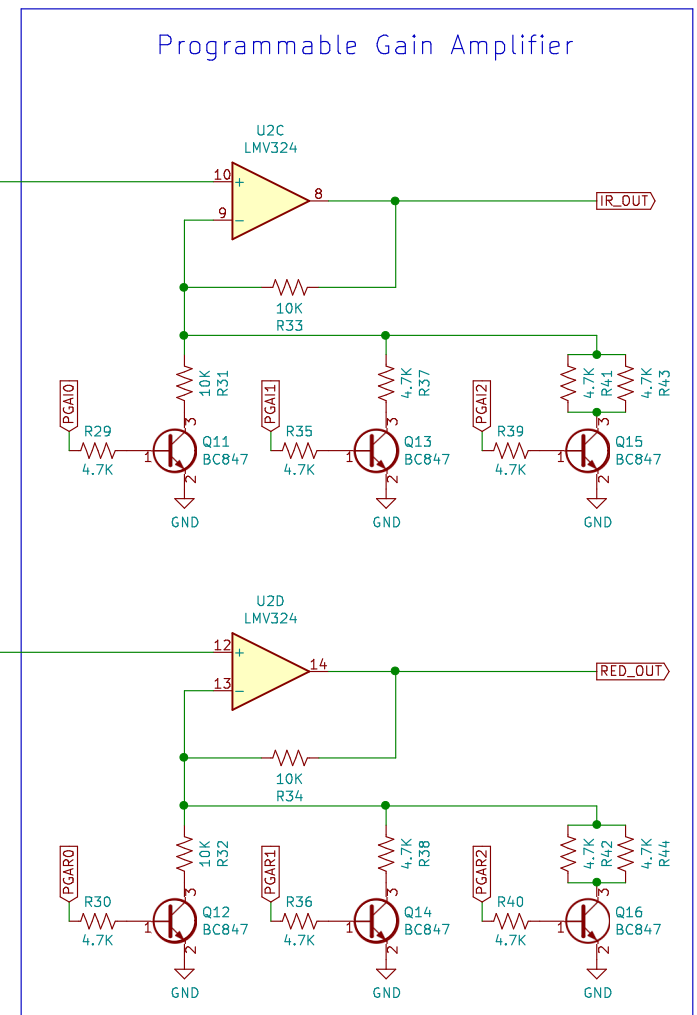 Programmable Gain Amplifier
U2C
LMV324
10
+
8
IR_OUT
9
−
10K
R33
PGAI0
R29
4.7K
1
10K
R31
3
Q11
BC847
2
GND
PGAI1
R35
4.7K
1
4.7K
R37
3
Q13
BC847
2
GND
PGAI2
R39
4.7K
1
4.7K
R41
4.7K
R43
3
Q15
BC847
2
GND
U2D
LMV324
12
+
14
RED_OUT
13
−
10K
R34
PGAR0
R30
4.7K
1
10K
R32
3
Q12
BC847
2
GND
PGAR1
R36
4.7K
1
4.7K
R38
3
Q14
BC847
2
GND
PGAR2
R40
4.7K
1
4.7K
R42
4.7K
R44
3
Q16
BC847
2
GND